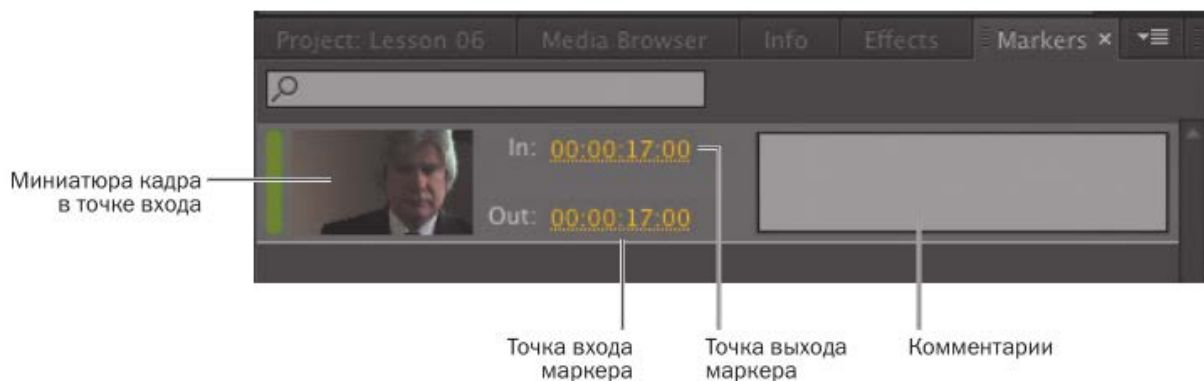 Project: Lesson 06 Media Browser Info Effects Markers ×
In: 00:00:17:00
Out: 00:00:17:00
Миниатюра кадра
в точке входа
Точка входа
маркера
Точка выхода
маркера
Комментарии